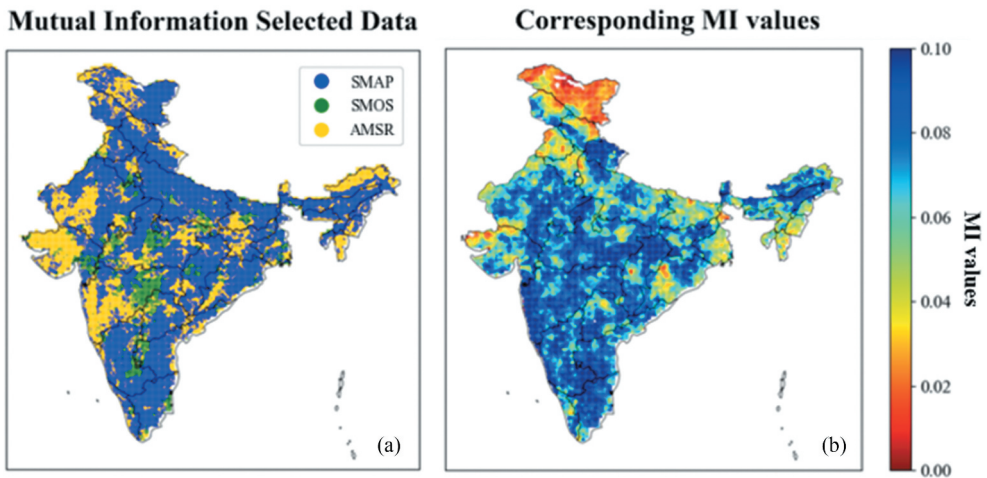 Mutual Information Selected Data
Corresponding MI values
SMAP
SMOS
AMSR
(a)
(b)
0.10
0.08
0.06
0.04
0.02
0.00
MI values